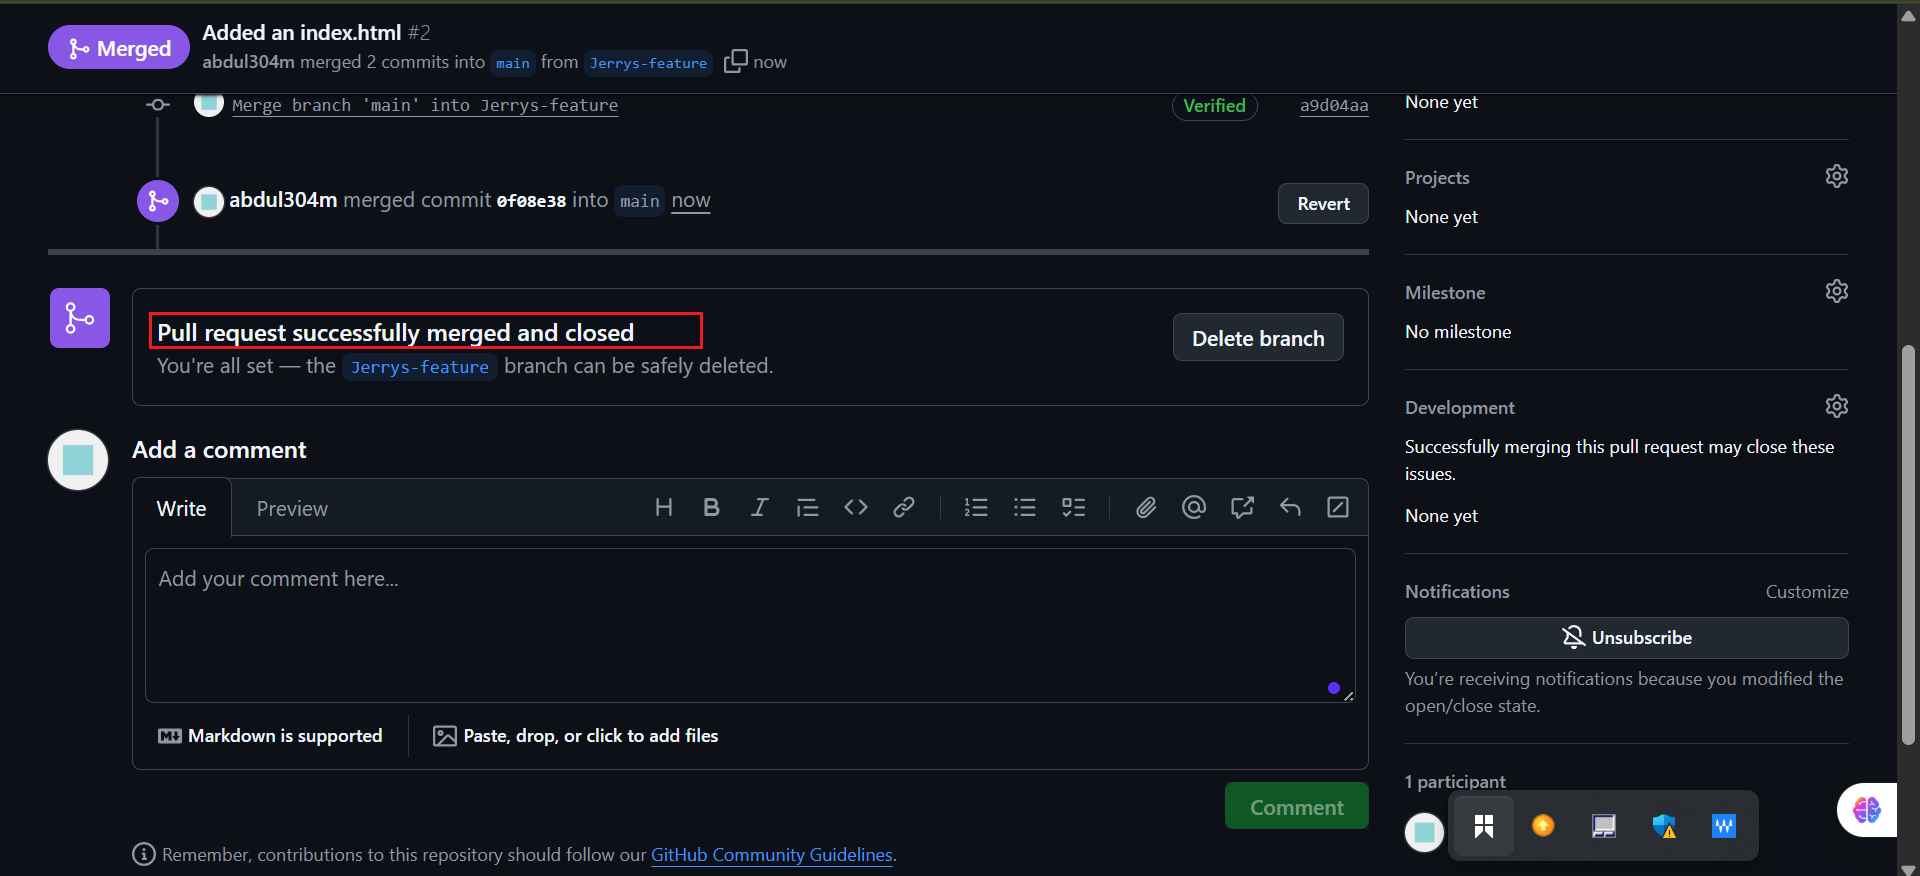 Merged
Added an index.html #2
abdul304m merged 2 commits into main from Jerrys-feature now
Merge branch 'main' into Jerrys-feature
Verified
a9d04aa
abdul304m merged commit 0f08e38 into main now
Revert
Pull request successfully merged and closed
You're all set — the Jerrys-feature branch can be safely deleted.
Delete branch
Add a comment
Write
Preview
Add your comment here...
Markdown is supported
Paste, drop, or click to add files
Comment
Remember, contributions to this repository should follow our GitHub Community Guidelines.
None yet
Projects
None yet
Milestone
No milestone
Development
Successfully merging this pull request may close these
issues.
None yet
Notifications
Customize
Unsubscribe
You’re receiving notifications because you modified the
open/close state.
1 participant